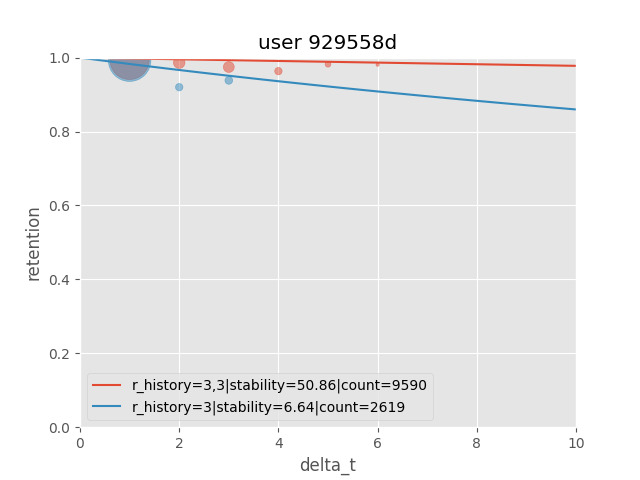 user 929558d
1.0
0.8
0.6
0.4
0.2
0.0
retention
r_history=3,3|stability=50.86|count=9590
r_history=3|stability=6.64|count=2619
0 2 4 6 8 10
delta_t